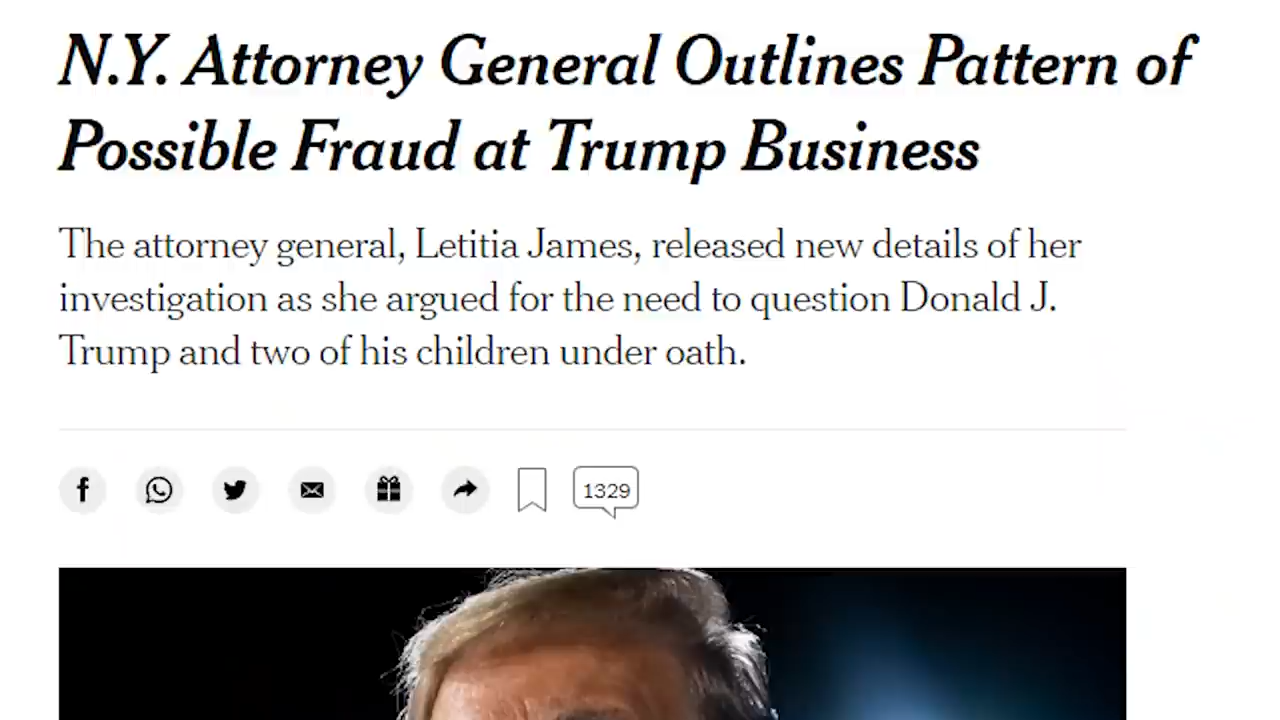 N.Y. Attorney General Outlines Pattern of
Possible Fraud at Trump Business
The attorney general, Letitia James, released new details of her
investigation as she argued for the need to question Donald J.
Trump and two of his children under oath.
1329